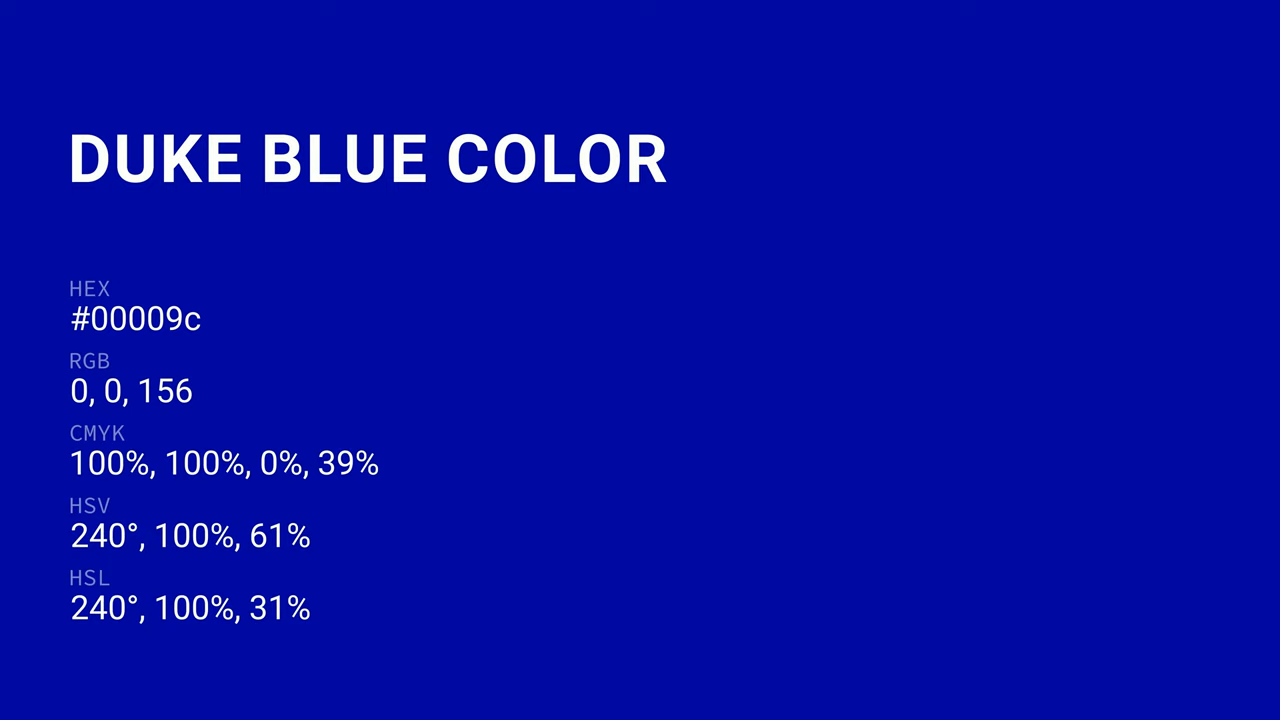 DUKE BLUE COLOR
HEX
#00009c
RGB
0, 0, 156
CMYK
100%, 100%, 0%, 39%
HSV
240°, 100%, 61%
HSL
240°, 100%, 31%